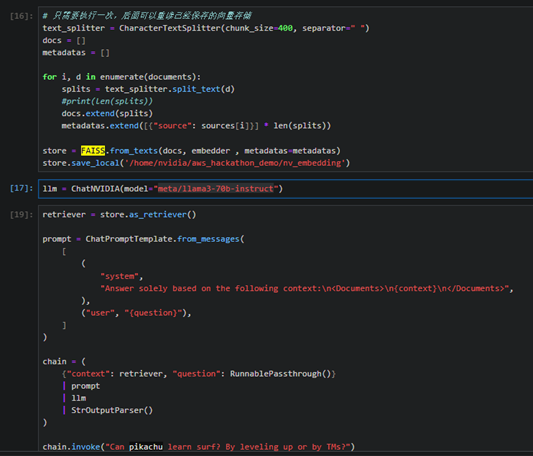 [16]:
# 只需要执行一次，后面可以重读已经保存的向量存储
text_splitter = CharacterTextSplitter(chunk_size=400, separator=" ")
docs = []
metadatas = []
for i, d in enumerate(documents):
    splits = text_splitter.split_text(d)
    #print(len(splits))
    docs.extend(splits)
    metadatas.extend([{"source": sources[i]}] * len(splits))
store = FAISS.from_texts(docs, embedder , metadatas=metadatas)
store.save_local('/home/nvidia/aws_hackathon_demo/nv_embedding')
[17]:
llm = ChatNVIDIA(model="meta/llama3-70b-instruct")
[19]:
retriever = store.as_retriever()
prompt = ChatPromptTemplate.from_messages(
    [
        (
            "system",
            "Answer solely based on the following context:\n<Documents>\n{context}\n</Documents>",
        ),
        ("user", "{question}"),
    ]
)
chain = (
    {"context": retriever, "question": RunnablePassthrough()}
    | prompt
    | llm
    | StrOutputParser()
)
chain.invoke("Can pikachu learn surf? By leveling up or by TMs?")